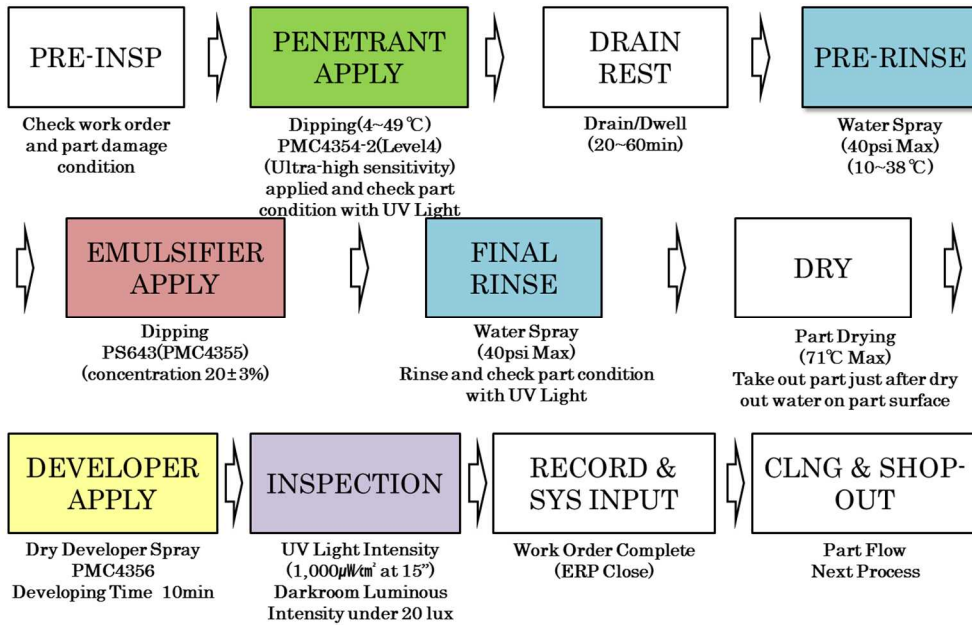 PRE-INSP
Check work order
and part damage
condition
PENETRANT
APPLY
Dipping(4~49℃)
PMC4354-2(Level4)
(Ultra-high sensitivity)
applied and check part
condition with UV Light
DRAIN
REST
Drain/Dwell
(20~60min)
PRE-RINSE
Water Spray
(40psi Max)
(10~38℃)
EMULSIFIER
APPLY
Dipping
PS643(PMC4355)
(concentration 20±3%)
FINAL
RINSE
Water Spray
(40psi Max)
Rinse and check part condition
with UV Light
DRY
Part Drying
(71℃ Max)
Take out part just after dry
out water on part surface
DEVELOPER
APPLY
Dry Developer Spray
PMC4356
Developing Time 10min
INSPECTION
UV Light Intensity
(1,000㎼/㎠ at 15”)
Darkroom Luminous
Intensity under 20 lux
RECORD &
SYS INPUT
Work Order Complete
(ERP Close)
CLNG & SHOP-
OUT
Part Flow
Next Process